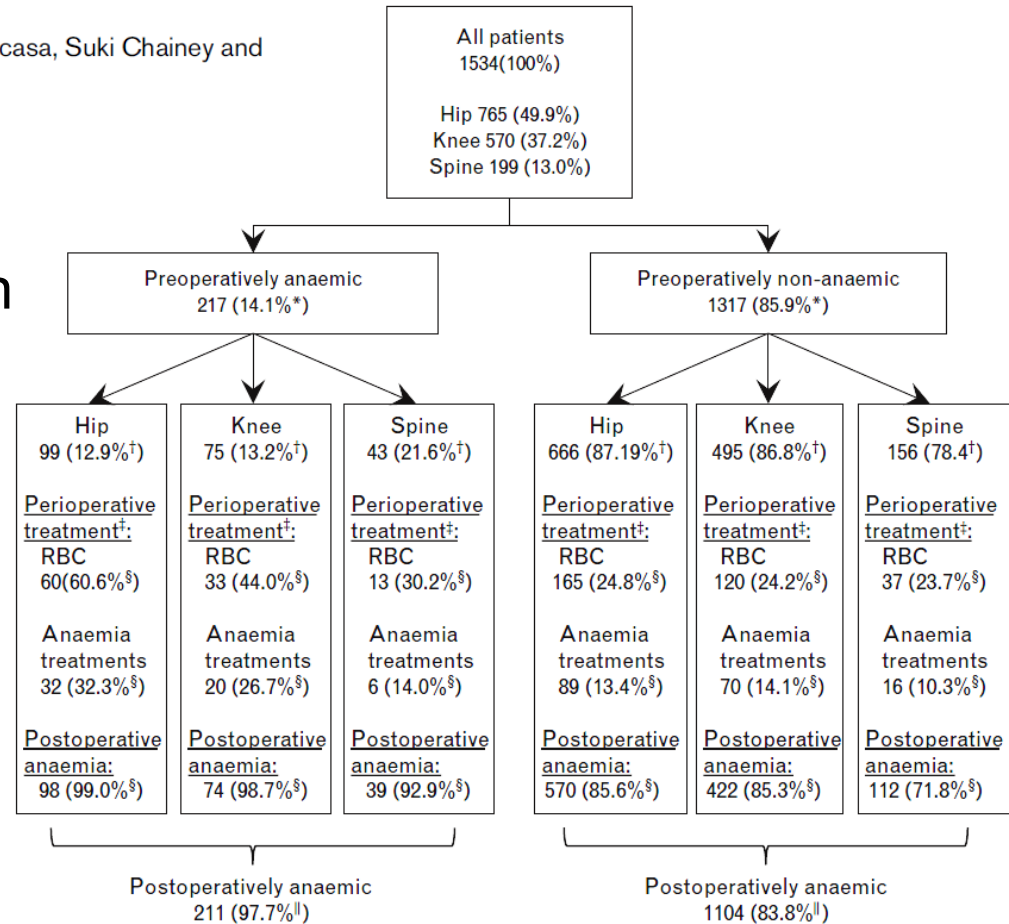 casa, Suki Chainey and
n
All patients
1534(100%)
Hip 765 (49.9%)
Knee 570 (37.2%)
Spine 199 (13.0%)
Preoperatively anaemic
217 (14.1%*)
Preoperatively non-anaemic
1317 (85.9%*)
Hip
99 (12.9%†)
Perioperative
treatment‡:
RBC
60(60.6%§)
Anaemia
treatments
32 (32.3%§)
Postoperative
anaemia:
98 (99.0%§)
Knee
75 (13.2%†)
Perioperative
treatment‡:
RBC
33 (44.0%§)
Anaemia
treatments
20 (26.7%§)
Postoperative
anaemia:
74 (98.7%§)
Spine
43 (21.6%†)
Perioperative
treatment‡:
RBC
13 (30.2%§)
Anaemia
treatments
6 (14.0%§)
Postoperative
anaemia:
39 (92.9%§)
Hip
666 (87.19%†)
Perioperative
treatment‡:
RBC
165 (24.8%§)
Anaemia
treatments
89 (13.4%§)
Postoperative
anaemia:
570 (85.6%§)
Knee
495 (86.8%†)
Perioperative
treatment‡:
RBC
120 (24.2%§)
Anaemia
treatments
70 (14.1%§)
Postoperative
anaemia:
422 (85.3%§)
Spine
156 (78.4†)
Perioperative
treatment‡:
RBC
37 (23.7%§)
Anaemia
treatments
16 (10.3%§)
Postoperative
anaemia:
112 (71.8%§)
Postoperatively anaemic
211 (97.7%‖)
Postoperatively anaemic
1104 (83.8%‖)